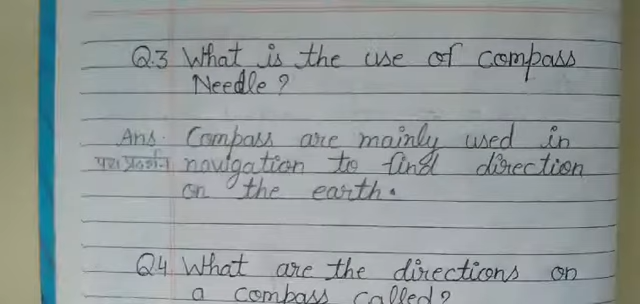 Q.3 What is the use of compass
Needle?
Ans. Compass are mainly used in
navigation to find direction
on the earth.
Q4 What are the directions on
a compass called?